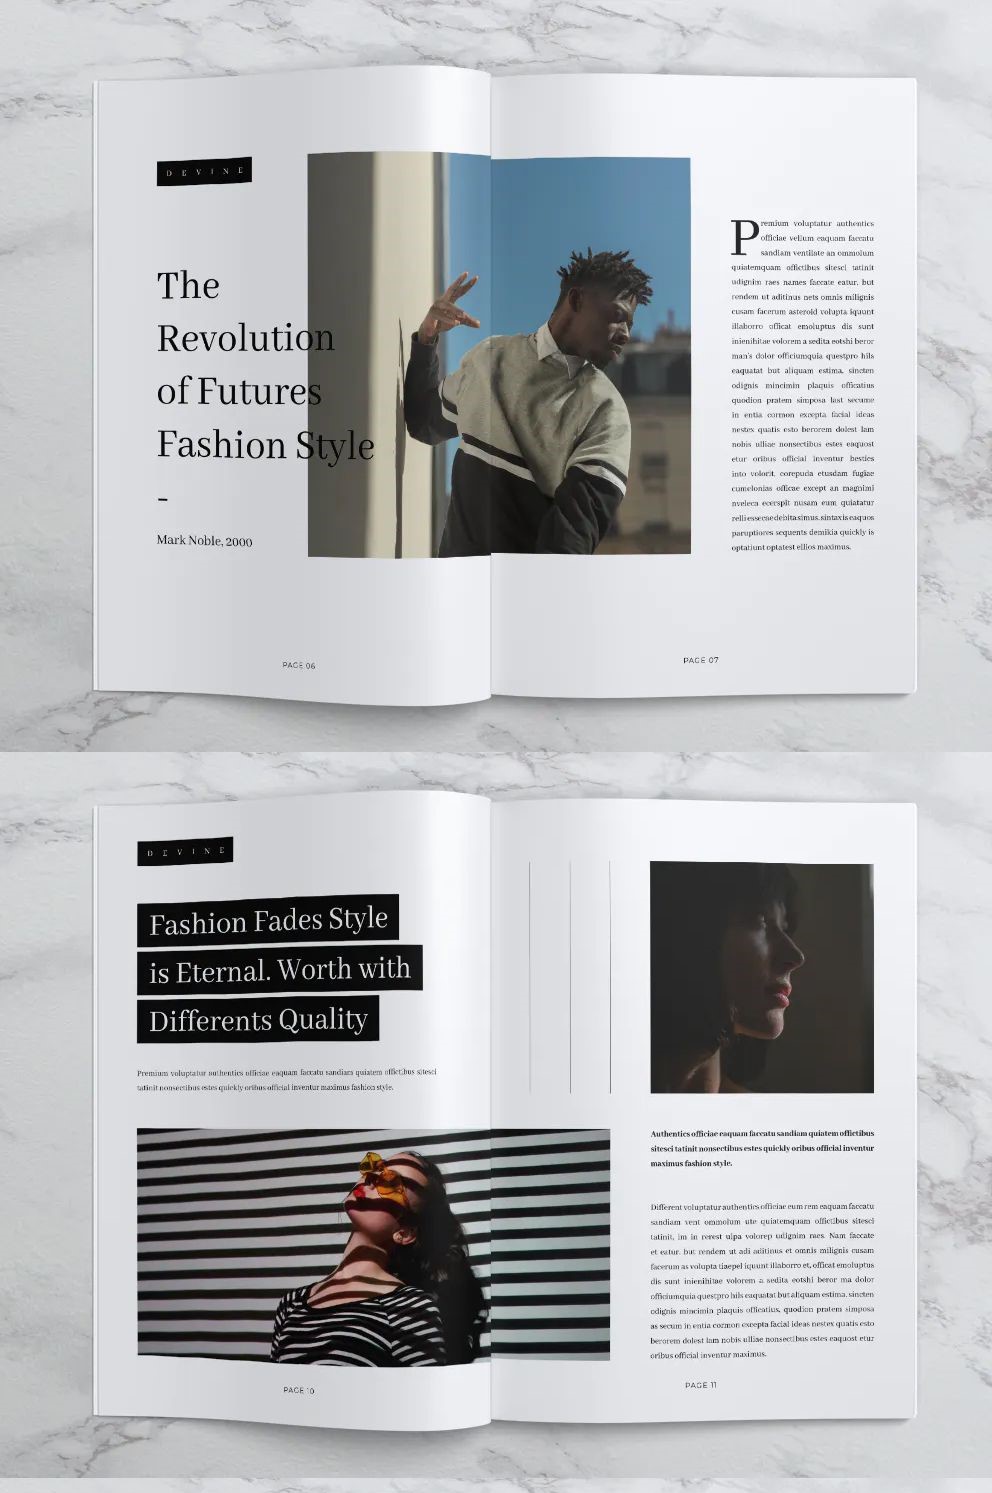 DEVINE
The
Revolution
of Futures
Fashion Style
-
Mark Noble, 2000
PAGE 06
Premium voluptatur authentics
officiae vellum eaquam faccatu
sandiam ventilate an ommolum
quiatemquam offictibus sitesci tatinit
udignim raes names faccate eatur, but
rendem ut aditinus nets omnis milignis
cusam facerum asteroid volupta iquunt
illaborro officat emoluptus dis sunt
inienihitae volorem a sedita eotshi beror
man's dolor officiumquia questpro hils
eaquatat but aliquam estima, sincten
odignis mincimin plaquis officatius
quodion pratem simposa last secume
in entia cormon excepta facial ideas
nestex quatis esto berorem dolest lam
nobis ulliae nonsectibus estes eaquost
etur oribus official inventur besties
into volorit, corepuda etusdam fugiae
cumelonias officae except an magnimi
nveleca ecerspit nusam eum quiatatur
relliessecaedebitasimus,sintaxiseaquos
paruptiores sequents demikia quickly is
optatiunt optatest ellios maximus.
PAGE 07
DEVINE
Fashion Fades Style
is Eternal. Worth with
Differents Quality
Premium voluptatur authentics officiae eaquam faccatu sandiam quiatem offictibus sitesci
tatinit nonsectibus estes quickly oribus official inventur maximus fashion style.
PAGE 10
Authentics officiae eaquam faccatu sandiam quiatem offictibus
sitesci tatinit nonsectibus estes quickly oribus official inventur
maximus fashion style.
Different voluptatur authentics officiae eum rem eaquam faccatu
sandiam vent ommolum ute quiatemquam offictibus sitesci
tatinit, im in rerest ulpa volorep udignim raes. Nam faccate
et eatur, but rendem ut adi aditinus et omnis milignis cusam
facerum as volupta tiaepel iquunt illaborro et, officat emoluptus
dis sunt inienihitae volorem a sedita eotshi beror ma dolor
officiumquia questpro hils eaquatat but aliquam estima, sincten
odignis mincimin plaquis officatius, quodion pratem simposa
as secum in entia cormon excepta facial ideas nestex quatis esto
berorem dolest lam nobis ulliae nonsectibus estes eaquost etur
oribus official inventur maximus.
PAGE 11